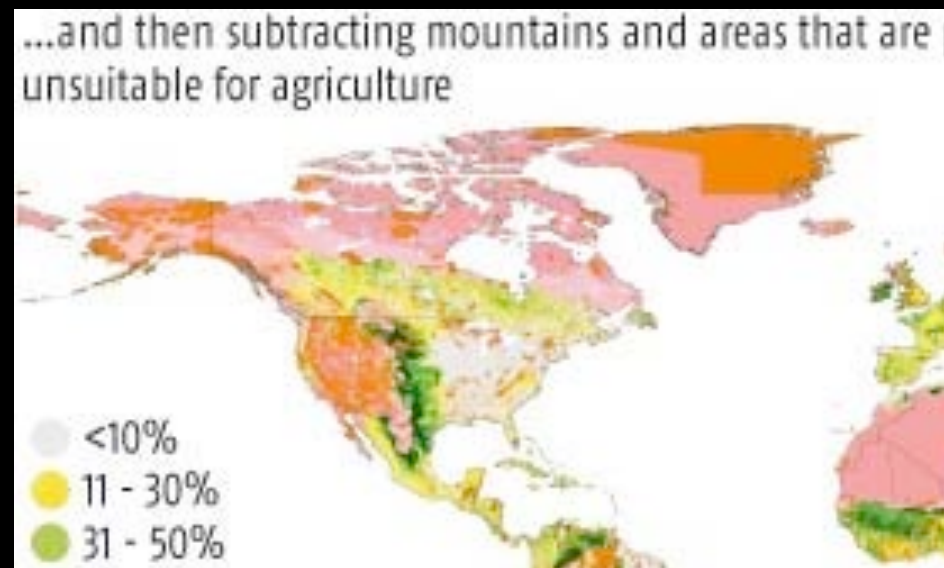 ...and then subtracting mountains and areas that are
unsuitable for agriculture
<10%
11 - 30%
31 - 50%